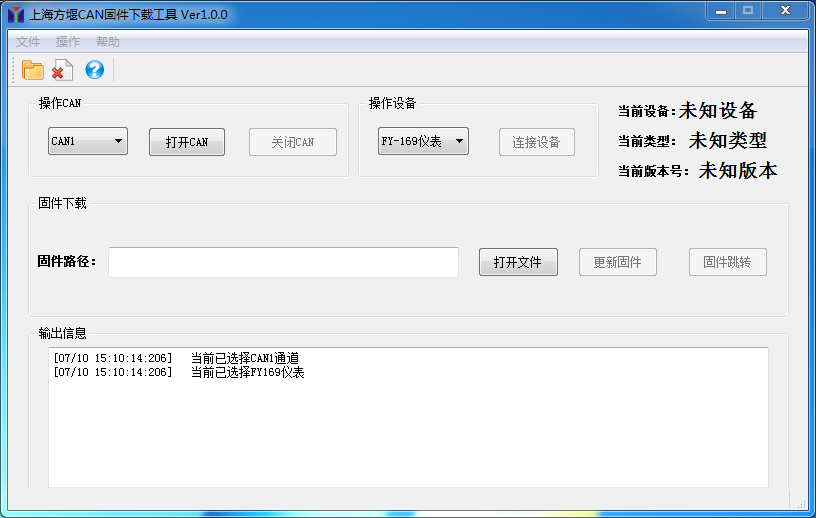 上海方堰CAN固件下载工具 Ver1.0.0
文件 操作 帮助
操作CAN
CAN1 打开CAN 关闭CAN
操作设备
FY-169仪表 连接设备
当前设备:未知设备
当前类型: 未知类型
当前版本号: 未知版本
固件下载
固件路径: 打开文件 更新固件 固件跳转
输出信息
[07/10 15:10:14:206] 当前已选择CAN1通道
[07/10 15:10:14:206] 当前已选择FY169仪表